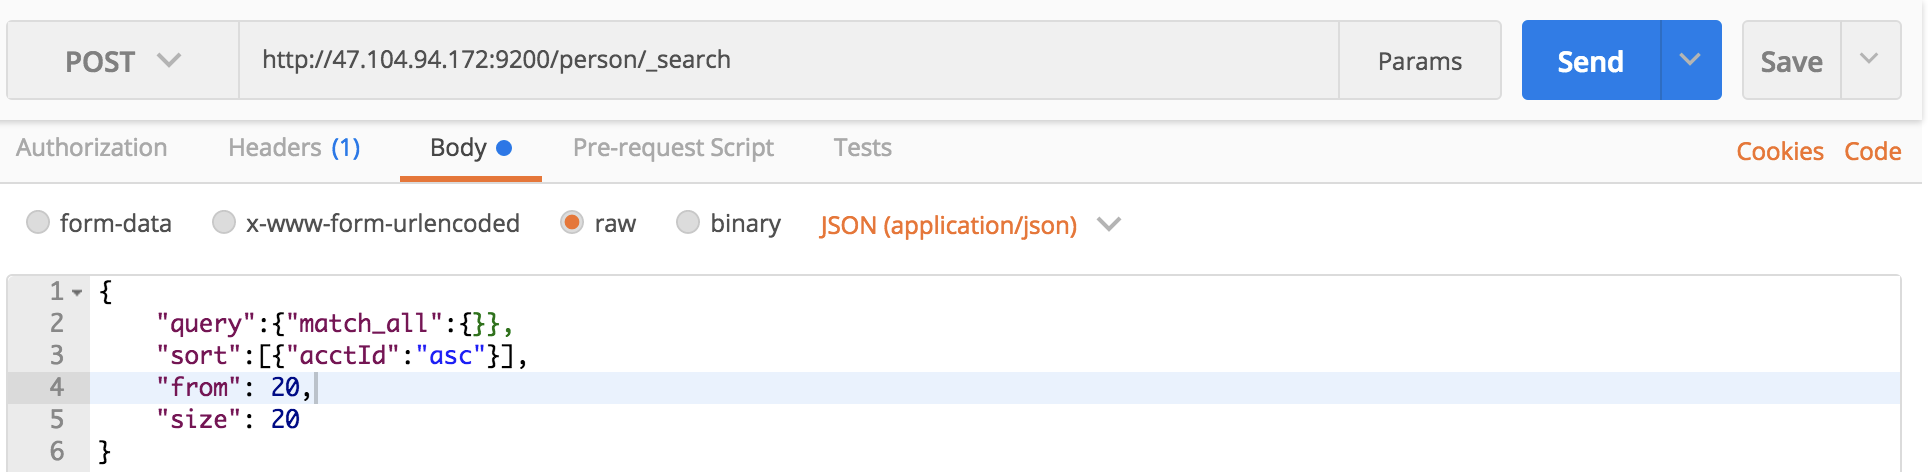 POST http://47.104.94.172:9200/person/_search Params Send Save
Authorization Headers (1) Body Pre-request Script Tests Cookies Code
form-data x-www-form-urlencoded raw binary JSON (application/json)
1 {
2 "query":{"match_all":{}},
3 "sort":[{"acctId":"asc"}],
4 "from": 20,
5 "size": 20
6 }